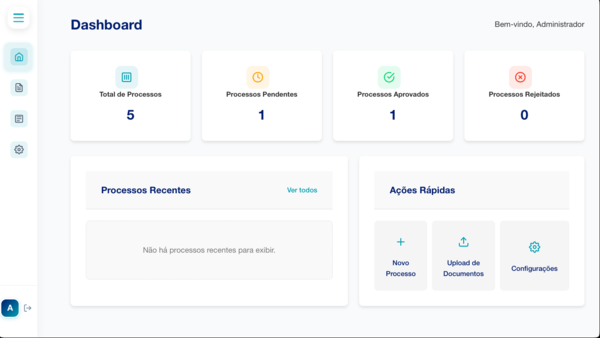 Dashboard
Bem-vindo, Administrador
Total de Processos
5
Processos Pendentes
1
Processos Aprovados
1
Processos Rejeitados
0
Processos Recentes
Ver todos
Não há processos recentes para exibir.
Ações Rápidas
Novo
Processo
Upload de
Documentos
Configurações
A